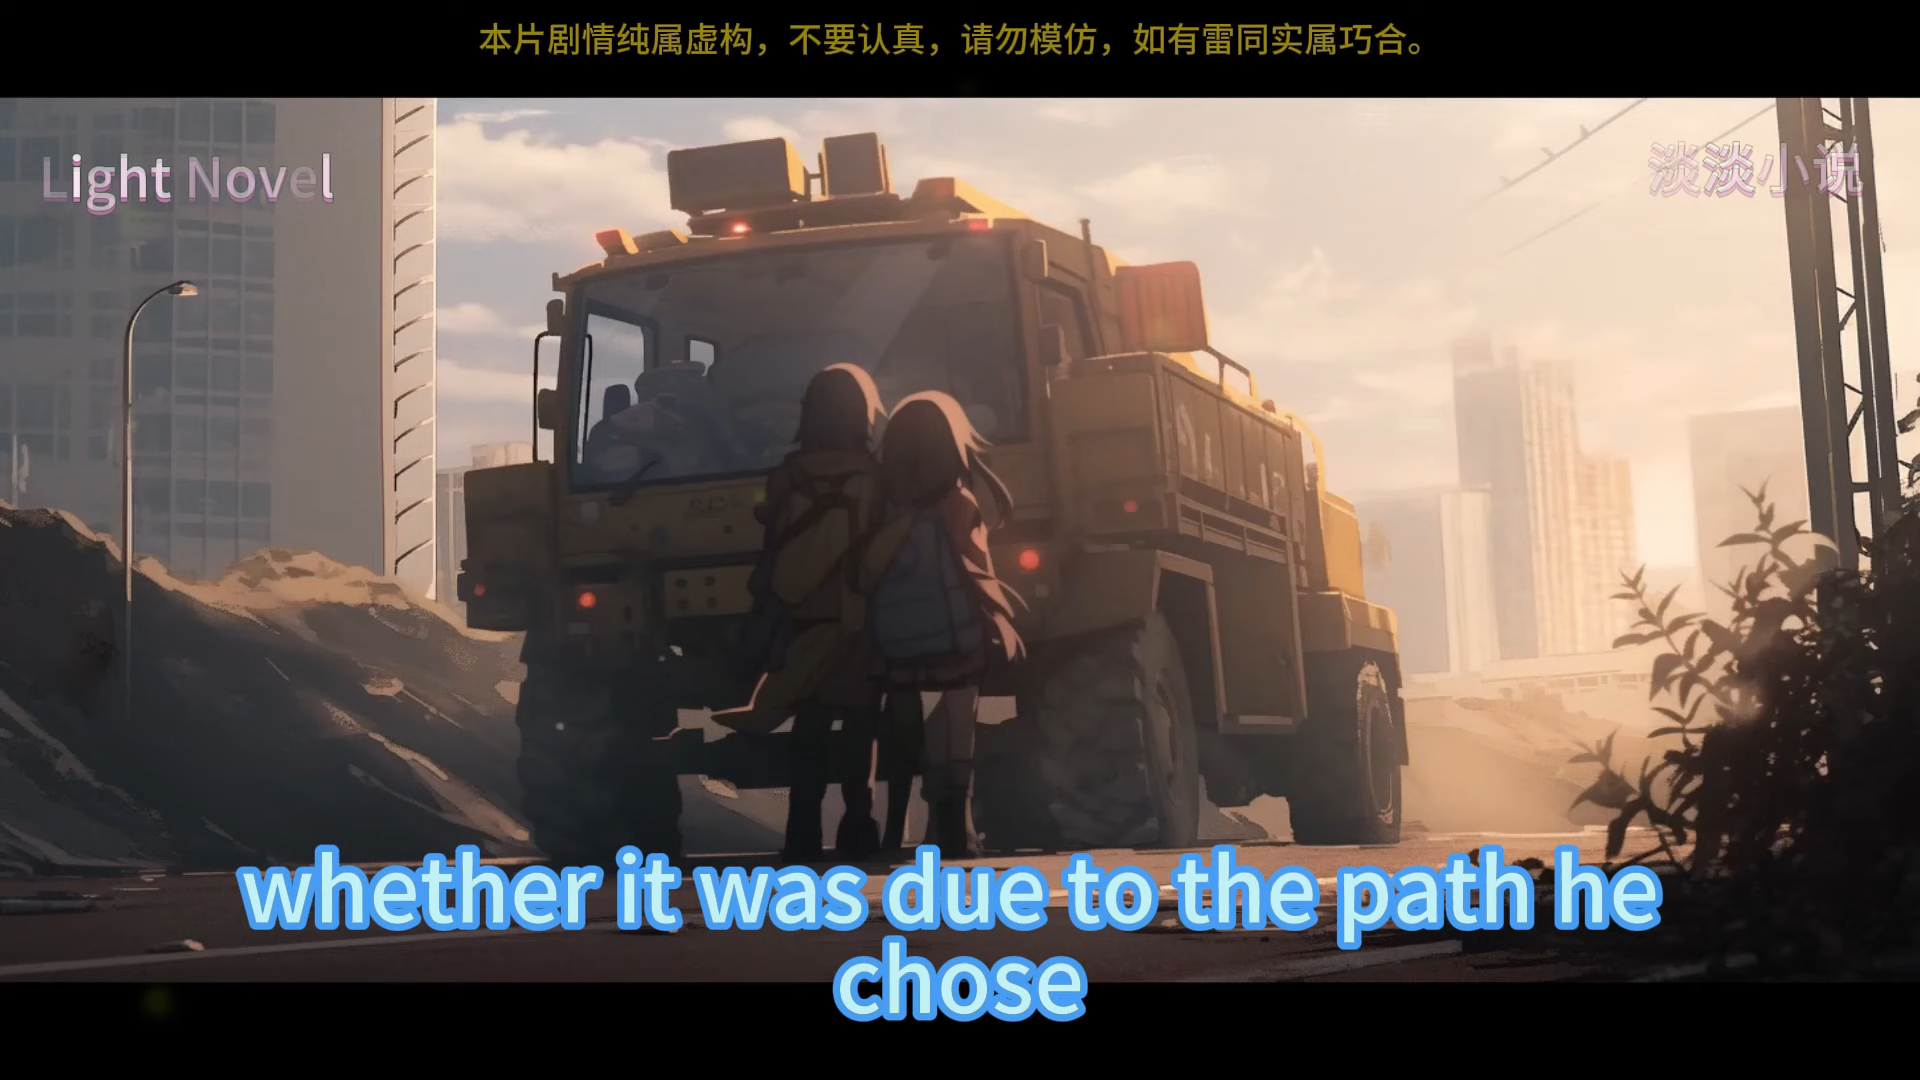 本片剧情纯属虚构，不要认真，请勿模仿，如有雷同实属巧合。
Light Novel
淡淡小说
whether it was due to the path he
chose